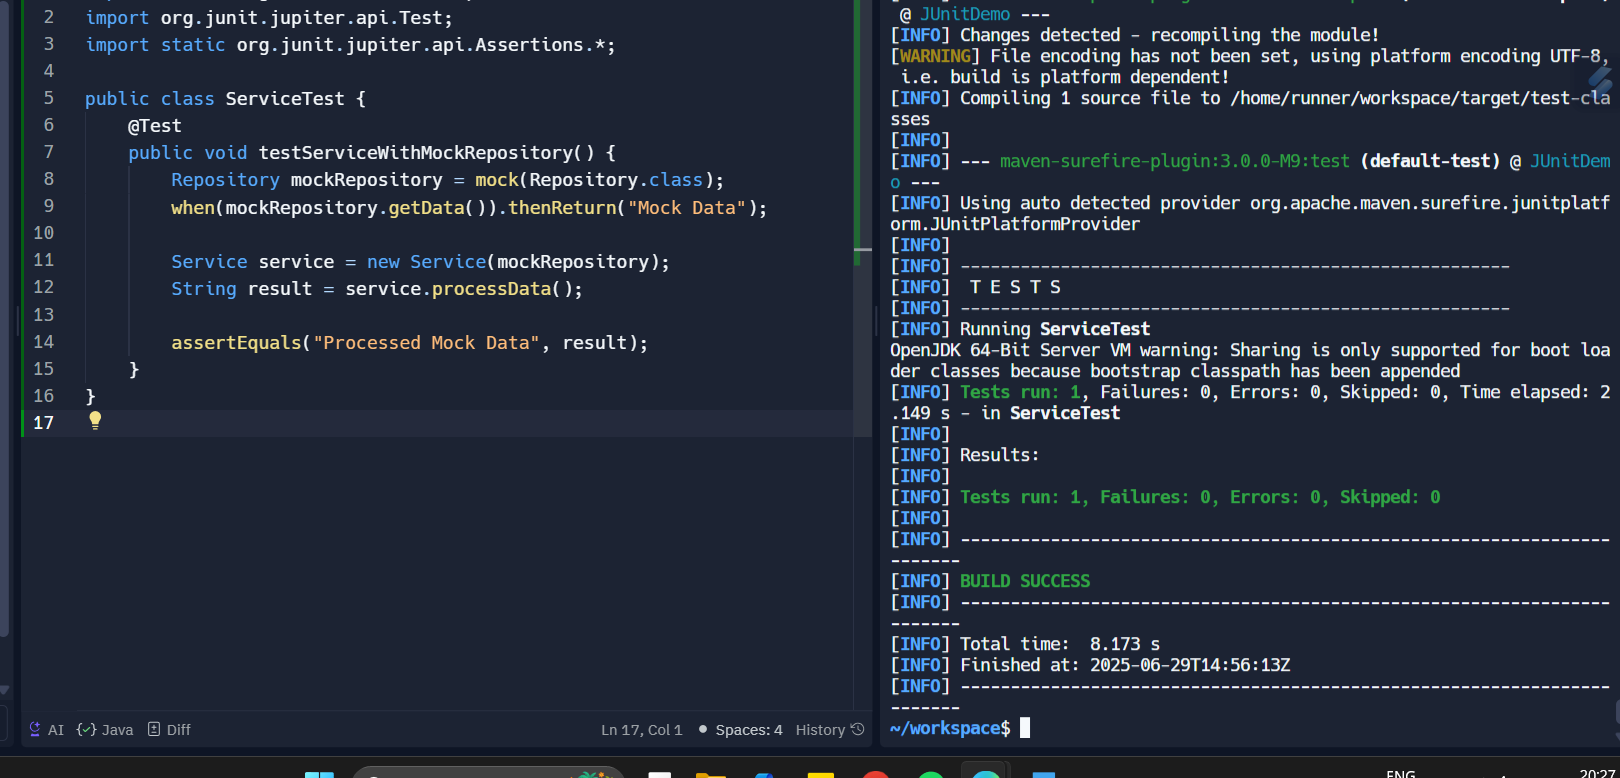 2 import org.junit.jupiter.api.Test;
3 import static org.junit.jupiter.api.Assertions.*;
4
5 public class ServiceTest {
6 @Test
7 public void testServiceWithMockRepository() {
8 Repository mockRepository = mock(Repository.class);
9 when(mockRepository.getData()).thenReturn("Mock Data");
10
11 Service service = new Service(mockRepository);
12 String result = service.processData();
13
14 assertEquals("Processed Mock Data", result);
15 }
16 }
17
AI Java Diff
Ln 17, Col 1 Spaces: 4 History
@ JUnitDemo ---
[INFO] Changes detected - recompiling the module!
[WARNING] File encoding has not been set, using platform encoding UTF-8,
i.e. build is platform dependent!
[INFO] Compiling 1 source file to /home/runner/workspace/target/test-cla
sses
[INFO]
[INFO] --- maven-surefire-plugin:3.0.0-M9:test (default-test) @ JUnitDem
o ---
[INFO] Using auto detected provider org.apache.maven.surefire.junitplatf
orm.JUnitPlatformProvider
[INFO]
[INFO] -------------------------------------------------------
[INFO]  T E S T S
[INFO] -------------------------------------------------------
[INFO] Running ServiceTest
OpenJDK 64-Bit Server VM warning: Sharing is only supported for boot loa
der classes because bootstrap classpath has been appended
[INFO] Tests run: 1, Failures: 0, Errors: 0, Skipped: 0, Time elapsed: 2
.149 s - in ServiceTest
[INFO]
[INFO] Results:
[INFO]
[INFO] Tests run: 1, Failures: 0, Errors: 0, Skipped: 0
[INFO]
[INFO] -----------------------------------------------------------------
-------
[INFO] BUILD SUCCESS
[INFO] -----------------------------------------------------------------
-------
[INFO] Total time:  8.173 s
[INFO] Finished at: 2025-06-29T14:56:13Z
[INFO] -----------------------------------------------------------------
-------
~/workspace$
ENG
20:27